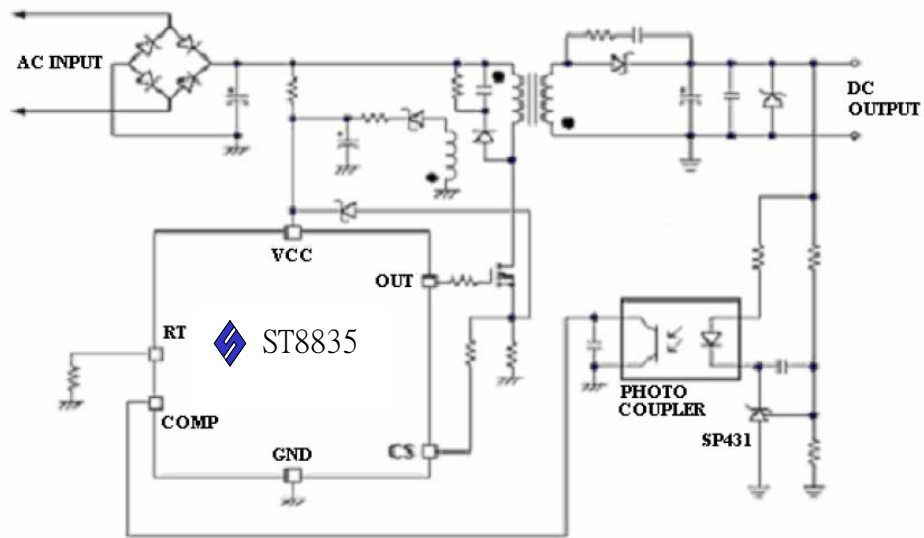 AC INPUT
DC
OUTPUT
VCC
OUT
RT
ST8835
COMP
GND
CS
PHOTO
COUPLER
SP431